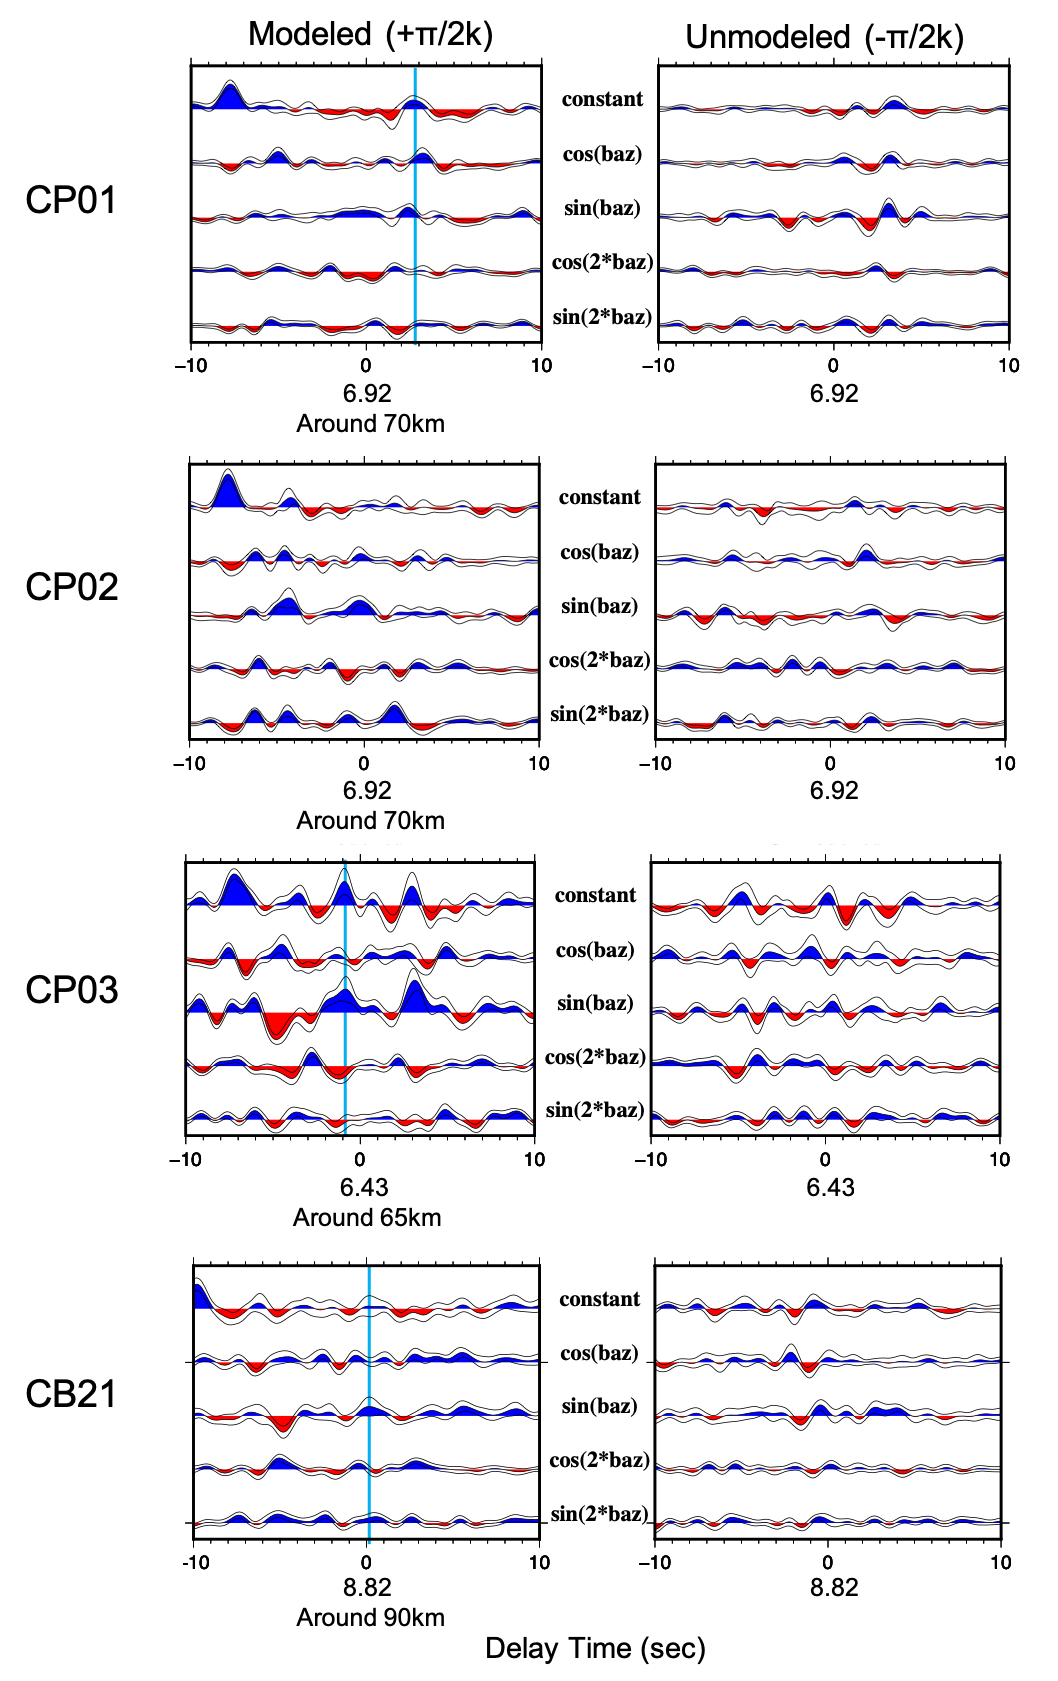 Modeled (+π/2k)
Unmodeled (-π/2k)
CP01
constant
cos(baz)
sin(baz)
cos(2*baz)
sin(2*baz)
−10 0 10
−10 0 10
6.92
6.92
Around 70km
CP02
constant
cos(baz)
sin(baz)
cos(2*baz)
sin(2*baz)
−10 0 10
−10 0 10
6.92
6.92
Around 70km
CP03
constant
cos(baz)
sin(baz)
cos(2*baz)
sin(2*baz)
−10 0 10
−10 0 10
6.43
6.43
Around 65km
CB21
constant
cos(baz)
sin(baz)
cos(2*baz)
sin(2*baz)
-10 0 10
-10 0 10
8.82
8.82
Around 90km
Delay Time (sec)